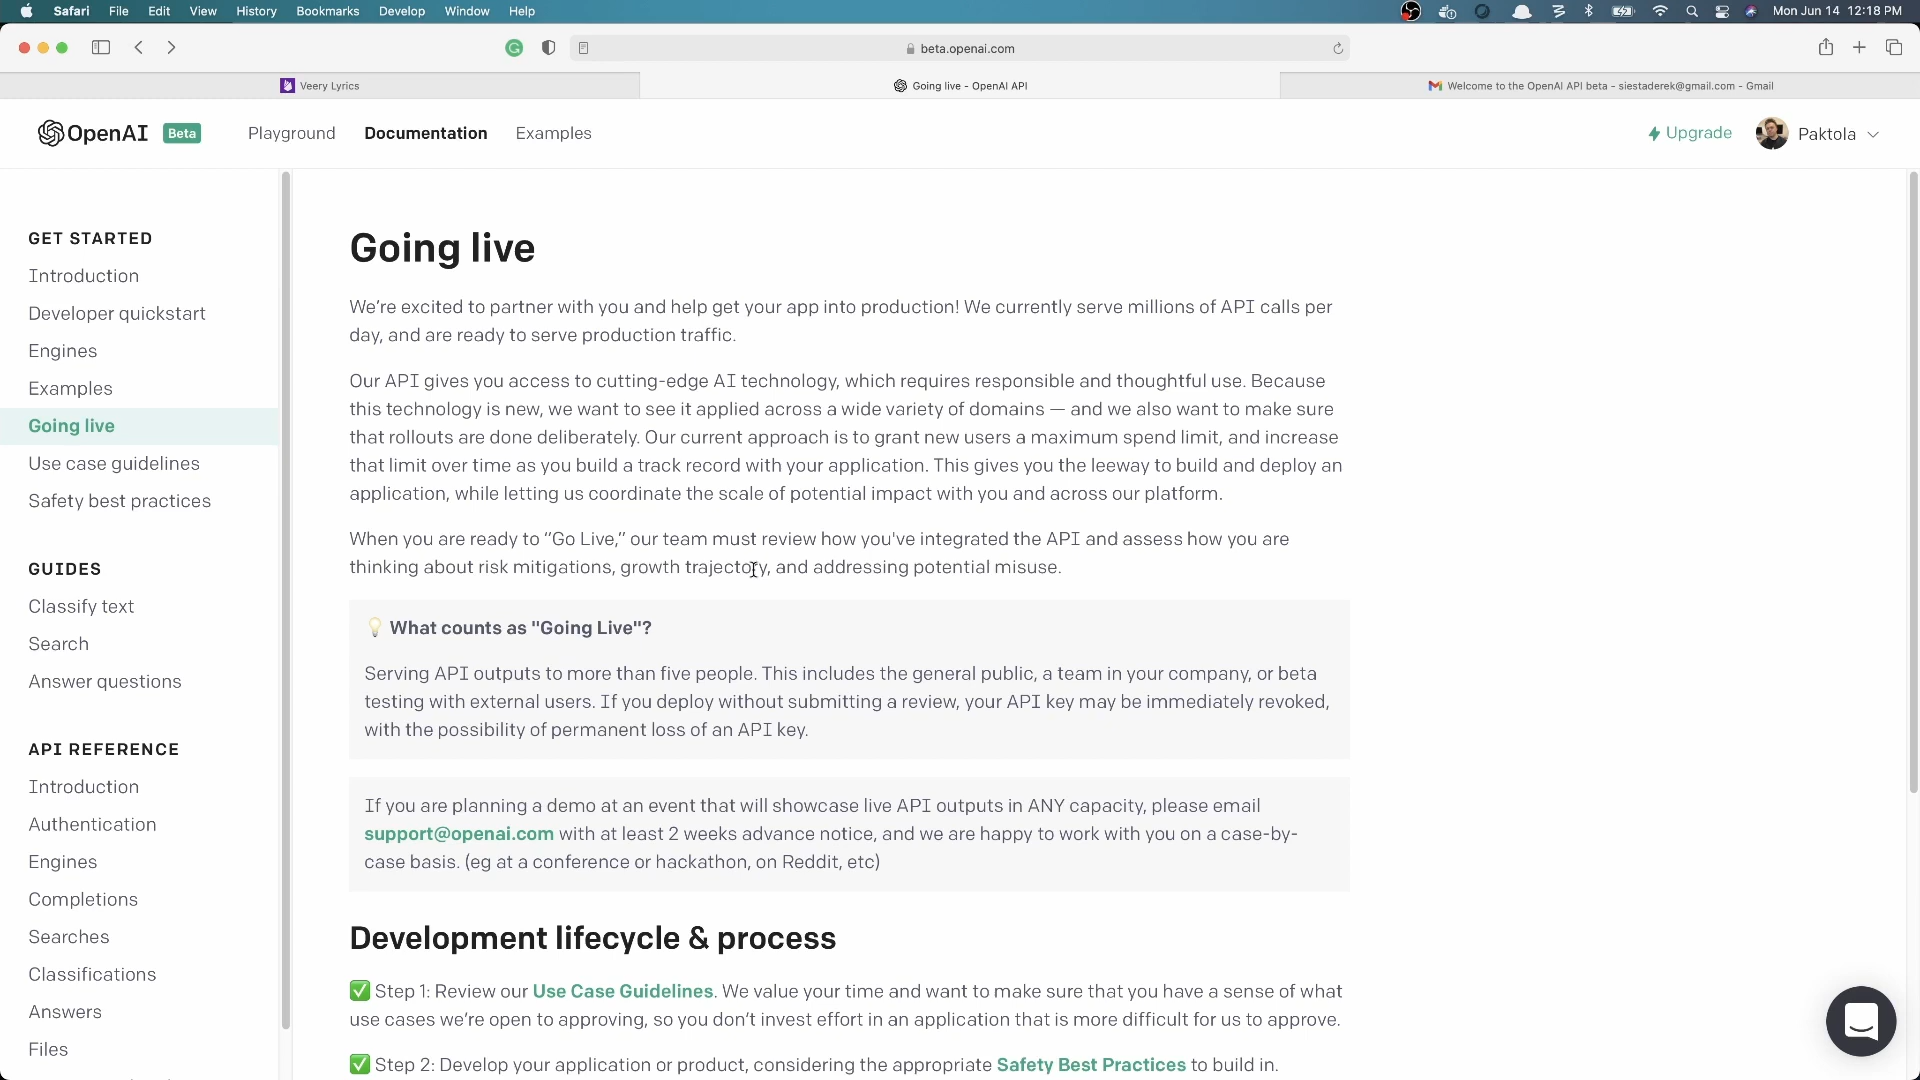 Safari File Edit View History Bookmarks Develop Window Help
Mon Jun 14 12:18 PM
beta.openai.com
Veery Lyrics
Going live - OpenAI API
Welcome to the OpenAI API beta - siestaderek@gmail.com - Gmail
OpenAI Beta Playground Documentation Examples
Upgrade Paktola
GET STARTED
Introduction
Developer quickstart
Engines
Examples
Going live
Use case guidelines
Safety best practices
GUIDES
Classify text
Search
Answer questions
API REFERENCE
Introduction
Authentication
Engines
Completions
Searches
Classifications
Answers
Files
Going live
We're excited to partner with you and help get your app into production! We currently serve millions of API calls per
day, and are ready to serve production traffic.
Our API gives you access to cutting-edge AI technology, which requires responsible and thoughtful use. Because
this technology is new, we want to see it applied across a wide variety of domains — and we also want to make sure
that rollouts are done deliberately. Our current approach is to grant new users a maximum spend limit, and increase
that limit over time as you build a track record with your application. This gives you the leeway to build and deploy an
application, while letting us coordinate the scale of potential impact with you and across our platform.
When you are ready to “Go Live,” our team must review how you've integrated the API and assess how you are
thinking about risk mitigations, growth trajectory, and addressing potential misuse.
💡 What counts as "Going Live"?
Serving API outputs to more than five people. This includes the general public, a team in your company, or beta
testing with external users. If you deploy without submitting a review, your API key may be immediately revoked,
with the possibility of permanent loss of an API key.
If you are planning a demo at an event that will showcase live API outputs in ANY capacity, please email
support@openai.com with at least 2 weeks advance notice, and we are happy to work with you on a case-by-
case basis. (eg at a conference or hackathon, on Reddit, etc)
Development lifecycle & process
✅ Step 1: Review our Use Case Guidelines. We value your time and want to make sure that you have a sense of what
use cases we're open to approving, so you don't invest effort in an application that is more difficult for us to approve.
✅ Step 2: Develop your application or product, considering the appropriate Safety Best Practices to build in.